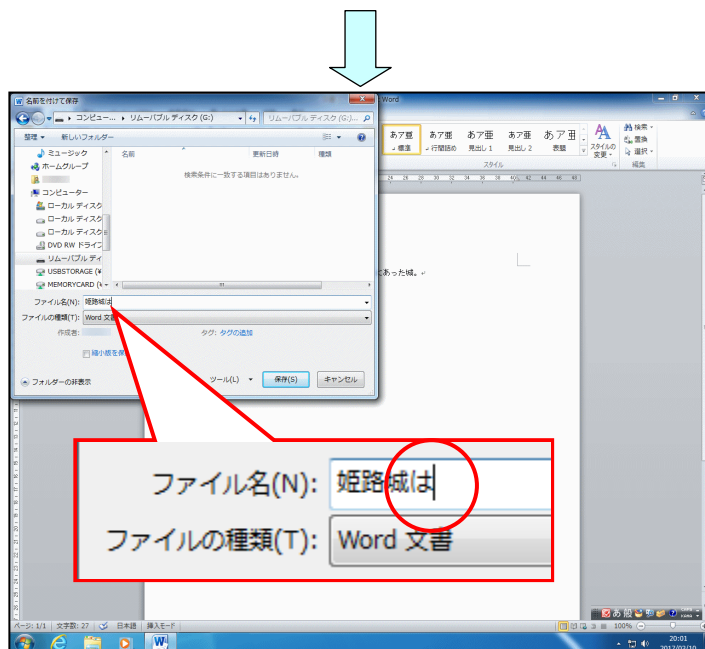 名前を付けて保存
Word
コンピュー... ▸ リムーバブル ディスク (G:)
リムーバブル ディスク (G:)...
整理 ▾ 新しいフォルダー
ミュージック
ホームグループ
コンピューター
ローカル ディスク
ローカル ディスク
ローカル ディスク
DVD RW ドライブ
リムーバブル ディ
USBSTORAGE (¥
MEMORYCARD (¥
名前 更新日時 種類
検索条件に一致する項目はありません。
ファイル名(N): 姫路城は
ファイルの種類(T): Word 文書
作成者:
タグ: タグの追加
縮小版を保
フォルダーの非表示
ツール(L) ▾ 保存(S) キャンセル
あア亜 あア亜 あア亜 あア亜 あア亜
標準 行間詰め 見出し 1 見出し 2 表題
スタイルの変更
スタイル
検索
置換
選択
編集
にあった城。
ファイル名(N): 姫路城は
ファイルの種類(T): Word 文書
ページ: 1/1 文字数: 27 日本語 挿入モード
100%
あ 般
20:01
2017/02/10